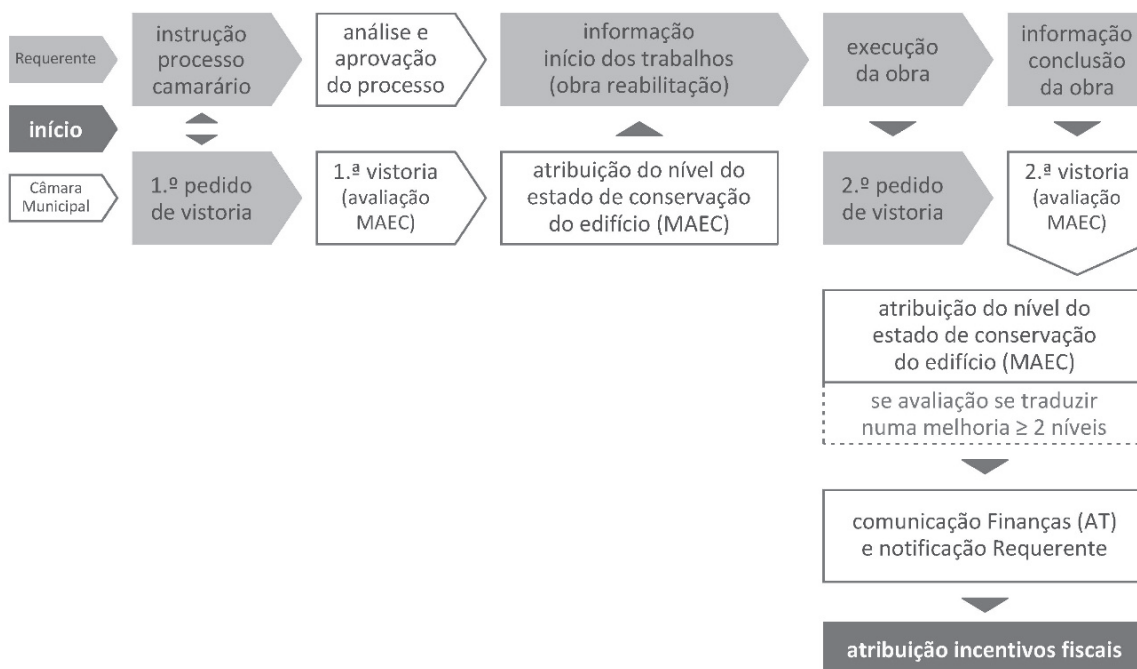 Requerente
início
Câmara
Municipal
instrução
processo
camarário
análise e
aprovação
do processo
informação
início dos trabalhos
(obra reabilitação)
execução
da obra
informação
conclusão
da obra
1.º pedido
de vistoria
1.ª vistoria
(avaliação
MAEC)
atribuição do nível do
estado de conservação
do edifício (MAEC)
2.º pedido
de vistoria
2.ª vistoria
(avaliação
MAEC)
atribuição do nível do
estado de conservação
do edifício (MAEC)
se avaliação se traduzir
numa melhoria ≥ 2 níveis
comunicação Finanças (AT)
e notificação Requerente
atribuição incentivos fiscais